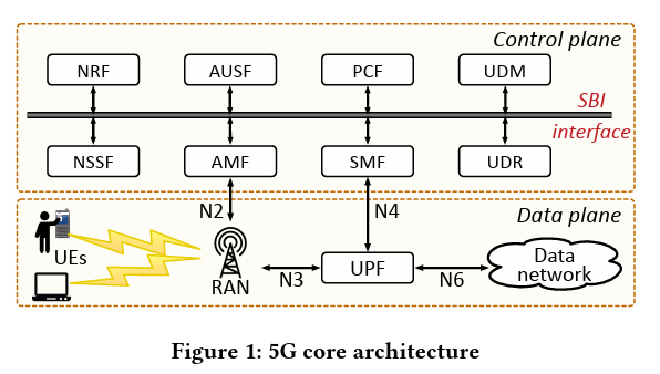 Control plane
NRF
AUSF
PCF
UDM
SBI
interface
NSSF
AMF
SMF
UDR
N2
N4
Data plane
UEs
RAN
N3
UPF
N6
Data
network
Figure 1: 5G core architecture